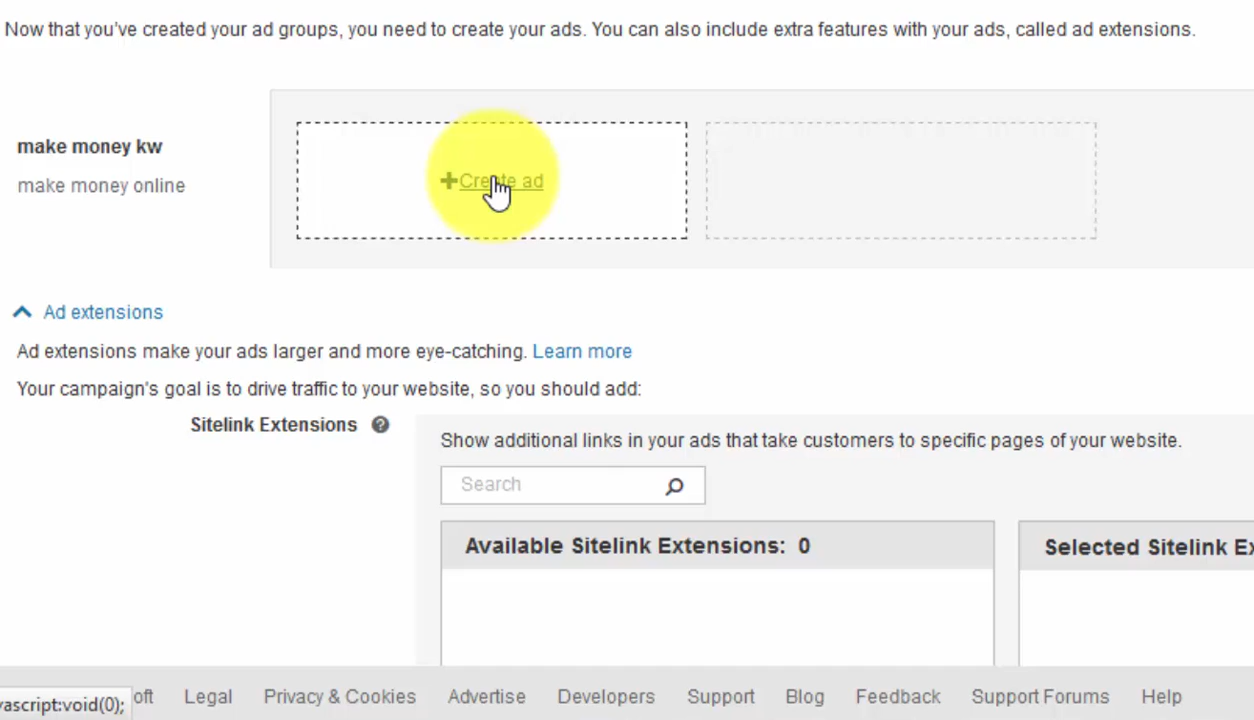 Now that you've created your ad groups, you need to create your ads. You can also include extra features with your ads, called ad extensions.
make money kw
make money online
+Create ad
Ad extensions
Ad extensions make your ads larger and more eye-catching. Learn more
Your campaign's goal is to drive traffic to your website, so you should add:
Sitelink Extensions ?
Show additional links in your ads that take customers to specific pages of your website.
Search
Available Sitelink Extensions: 0
Selected Sitelink Ex
oft Legal Privacy & Cookies Advertise Developers Support Blog Feedback Support Forums Help
vascript:void(0);